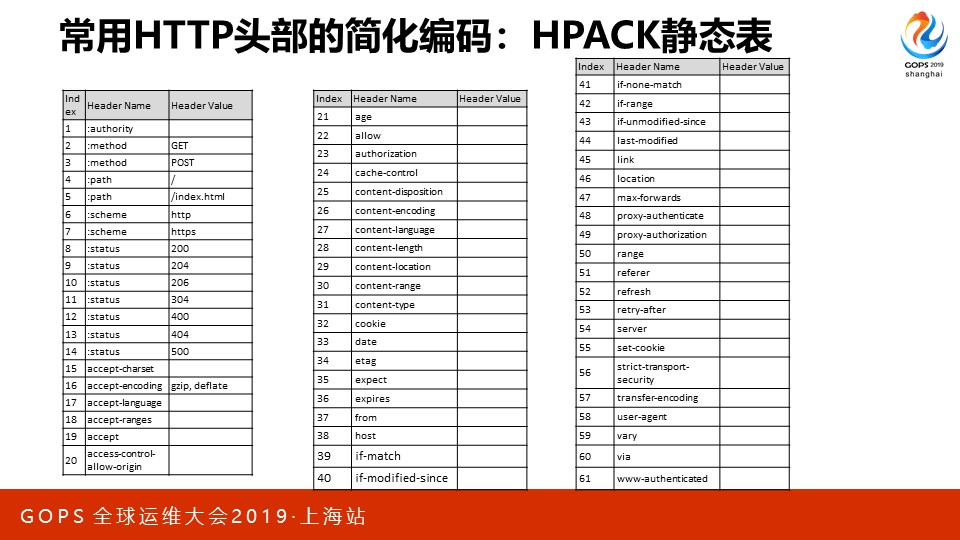 常用HTTP头部的简化编码：HPACK静态表
GOPS 2019
shanghai
Ind
ex Header Name Header Value
1 :authority
2 :method GET
3 :method POST
4 :path /
5 :path /index.html
6 :scheme http
7 :scheme https
8 :status 200
9 :status 204
10 :status 206
11 :status 304
12 :status 400
13 :status 404
14 :status 500
15 accept-charset
16 accept-encoding gzip, deflate
17 accept-language
18 accept-ranges
19 accept
20 access-control-
allow-origin
Index Header Name Header Value
21 age
22 allow
23 authorization
24 cache-control
25 content-disposition
26 content-encoding
27 content-language
28 content-length
29 content-location
30 content-range
31 content-type
32 cookie
33 date
34 etag
35 expect
36 expires
37 from
38 host
39 if-match
40 if-modified-since
Index Header Name Header Value
41 if-none-match
42 if-range
43 if-unmodified-since
44 last-modified
45 link
46 location
47 max-forwards
48 proxy-authenticate
49 proxy-authorization
50 range
51 referer
52 refresh
53 retry-after
54 server
55 set-cookie
56 strict-transport-
security
57 transfer-encoding
58 user-agent
59 vary
60 via
61 www-authenticated
GOPS 全球运维大会2019·上海站